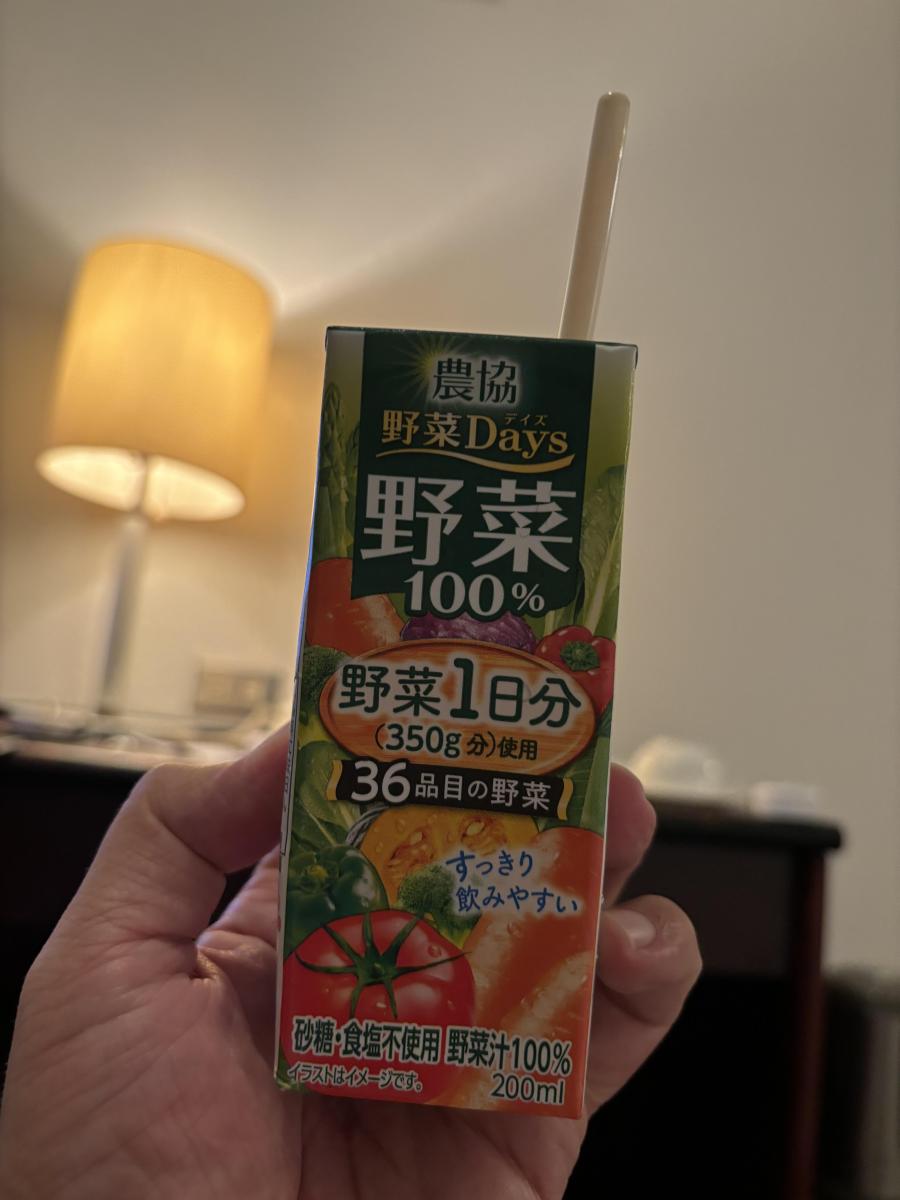 農協
デイズ
野菜Days
野菜
100%
野菜1日分
(350g分)使用
36品目の野菜
すっきり
飲みやすい
砂糖・食塩不使用 野菜汁100%
イラストはイメージです。
200ml